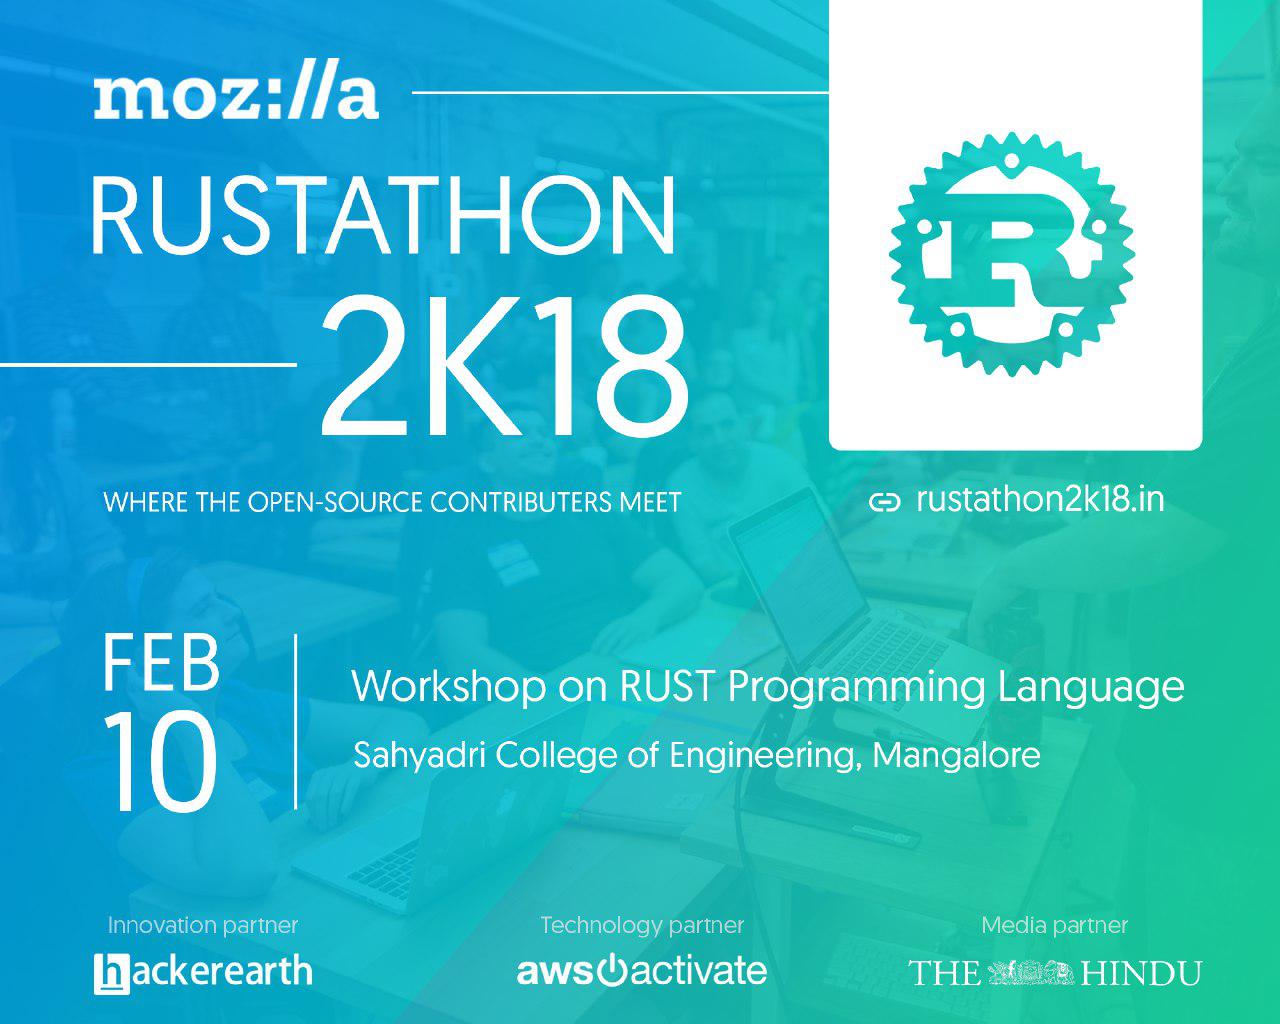 moz://a
RUSTATHON
2K18
WHERE THE OPEN-SOURCE CONTRIBUTERS MEET
R
rustathon2k18.in
FEB
10
Workshop on RUST Programming Language
Sahyadri College of Engineering, Mangalore
Innovation partner
hackerearth
Technology partner
aws activate
Media partner
THE HINDU